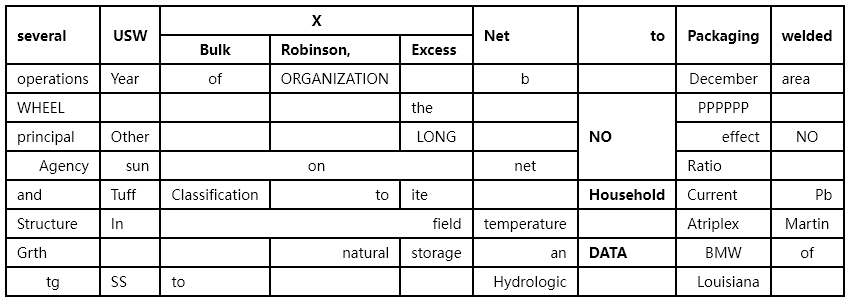 several USW X Net to Packaging welded
Bulk Robinson, Excess
operations Year of ORGANIZATION b December area
WHEEL the PPPPPP
principal Other LONG NO effect NO
Agency sun on net Ratio
and Tuff Classification to ite Household Current Pb
Structure In field temperature Atriplex Martin
Grth natural storage an DATA BMW of
tg SS to Hydrologic Louisiana